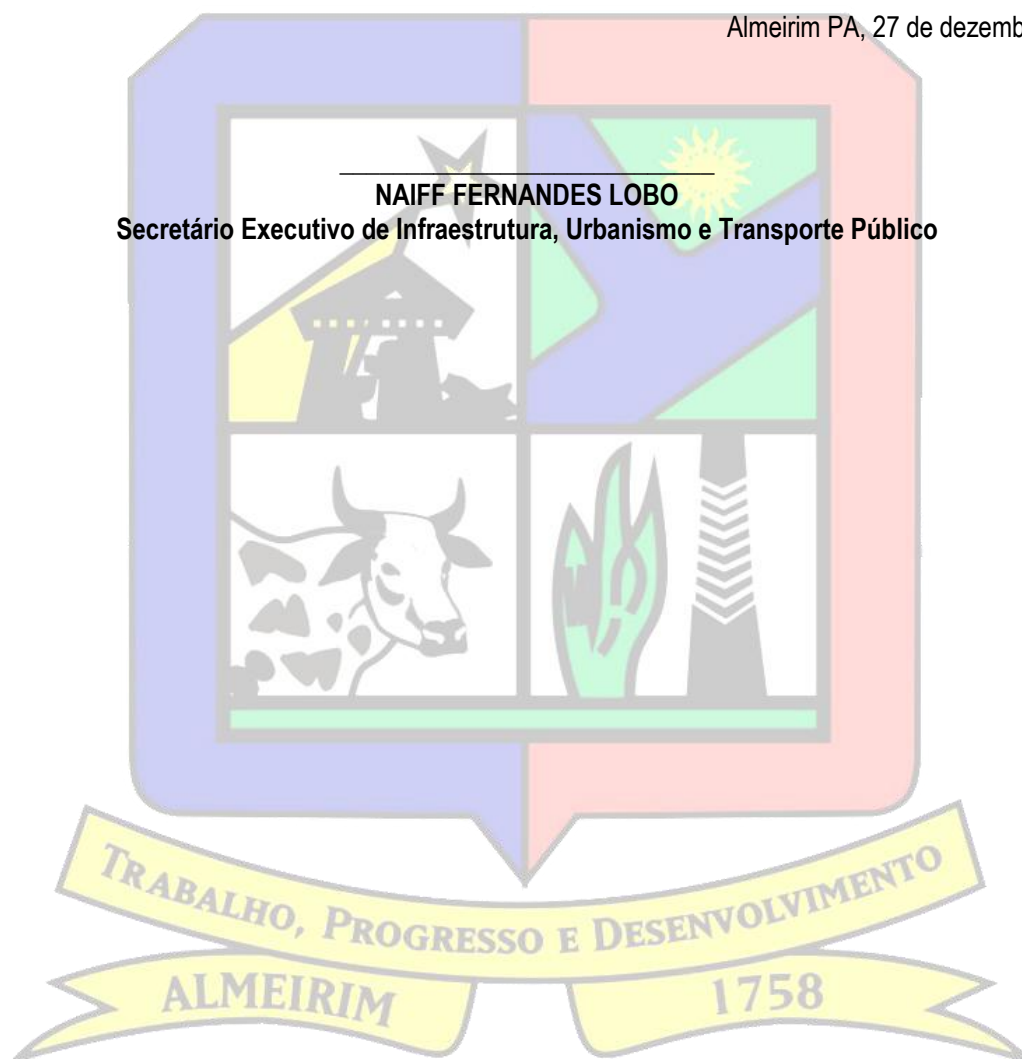 Almeirim PA, 27 de dezemb
NAIFF FERNANDES LOBO
Secretário Executivo de Infraestrutura, Urbanismo e Transporte Público
TRABALHO, PROGRESSO E DESENVOLVIMENTO
ALMEIRIM 1758